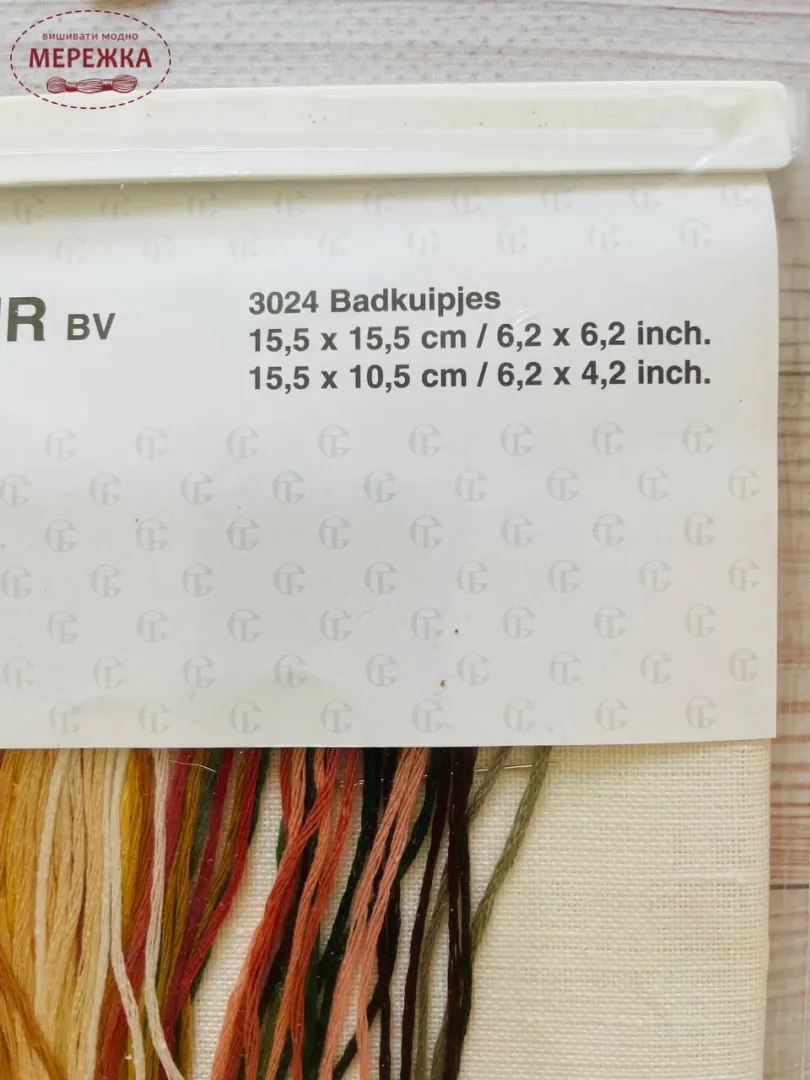 вишивати модно
МЕРЕЖКА
R BV
3024 Badkuipjes
15,5 x 15,5 cm / 6,2 x 6,2 inch.
15,5 x 10,5 cm / 6,2 x 4,2 inch.